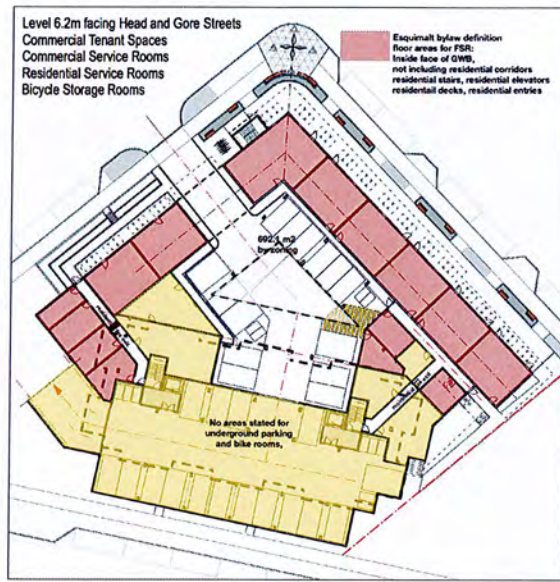 Level 6.2m facing Head and Gore Streets
Commercial Tenant Spaces
Commercial Service Rooms
Residential Service Rooms
Bicycle Storage Rooms
Esquimalt bylaw definition
floor areas for FSR:
Inside face of GWB,
not including residential corridors
residential stairs, residential elevators
residentail decks, residential entries
692.1 m2
by zoning
No areas stated for
underground parking
and bike rooms,